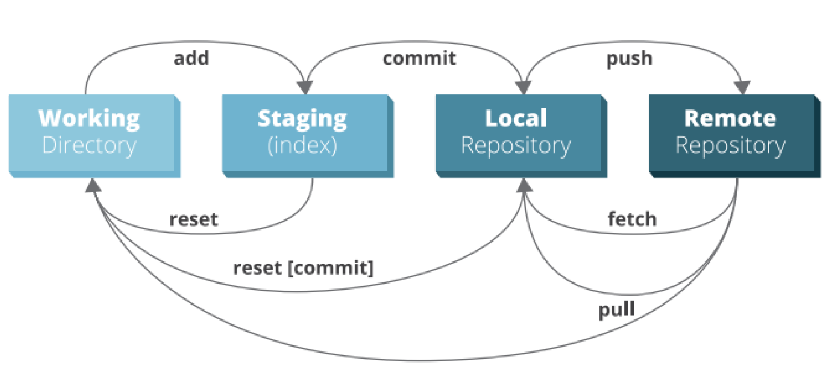 add
commit
push
Working
Directory
Staging
(index)
Local
Repository
Remote
Repository
reset
fetch
reset [commit]
pull